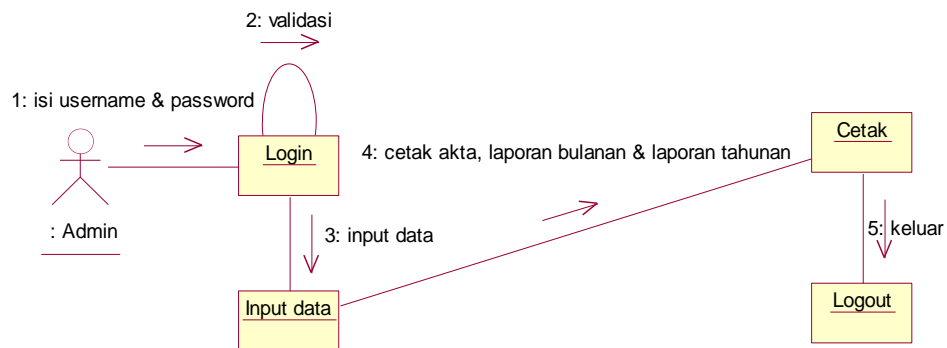 2: validasi
1: isi username & password
Login
: Admin
4: cetak akta, laporan bulanan & laporan tahunan
Cetak
3: input data
Input data
5: keluar
Logout